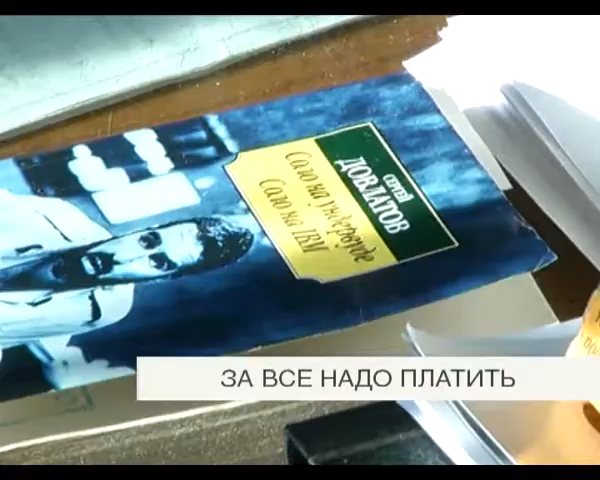 СЕРГЕЙ
ДОВЛАТОВ
Соло на ундервуде
Соло на IBM
ЗА ВСЕ НАДО ПЛАТИТЬ